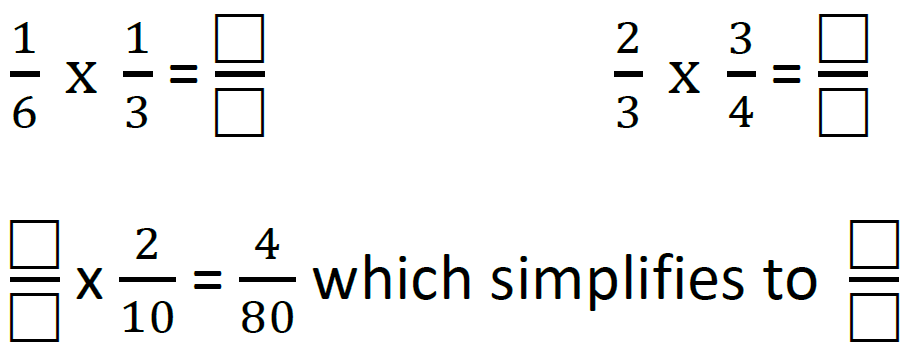 1/6 x 1/3 = □/□
2/3 x 3/4 = □/□
□/□ x 2/10 = 4/80 which simplifies to □/□